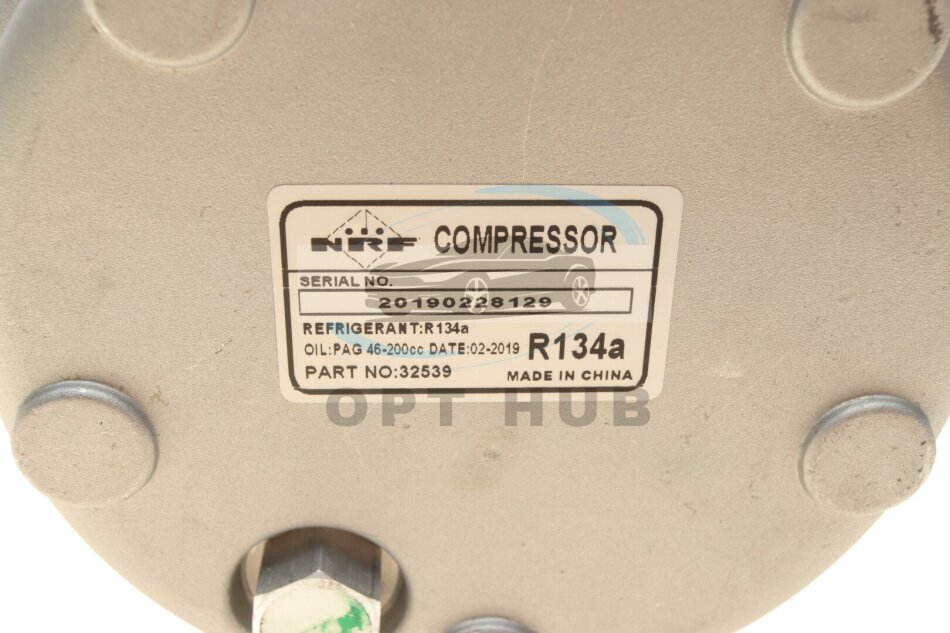 NRF COMPRESSOR
SERIAL NO.
20190228129
REFRIGERANT:R134a
OIL:PAG 46-200cc DATE:02-2019 R134a
PART NO:32539 MADE IN CHINA
OPT HUB